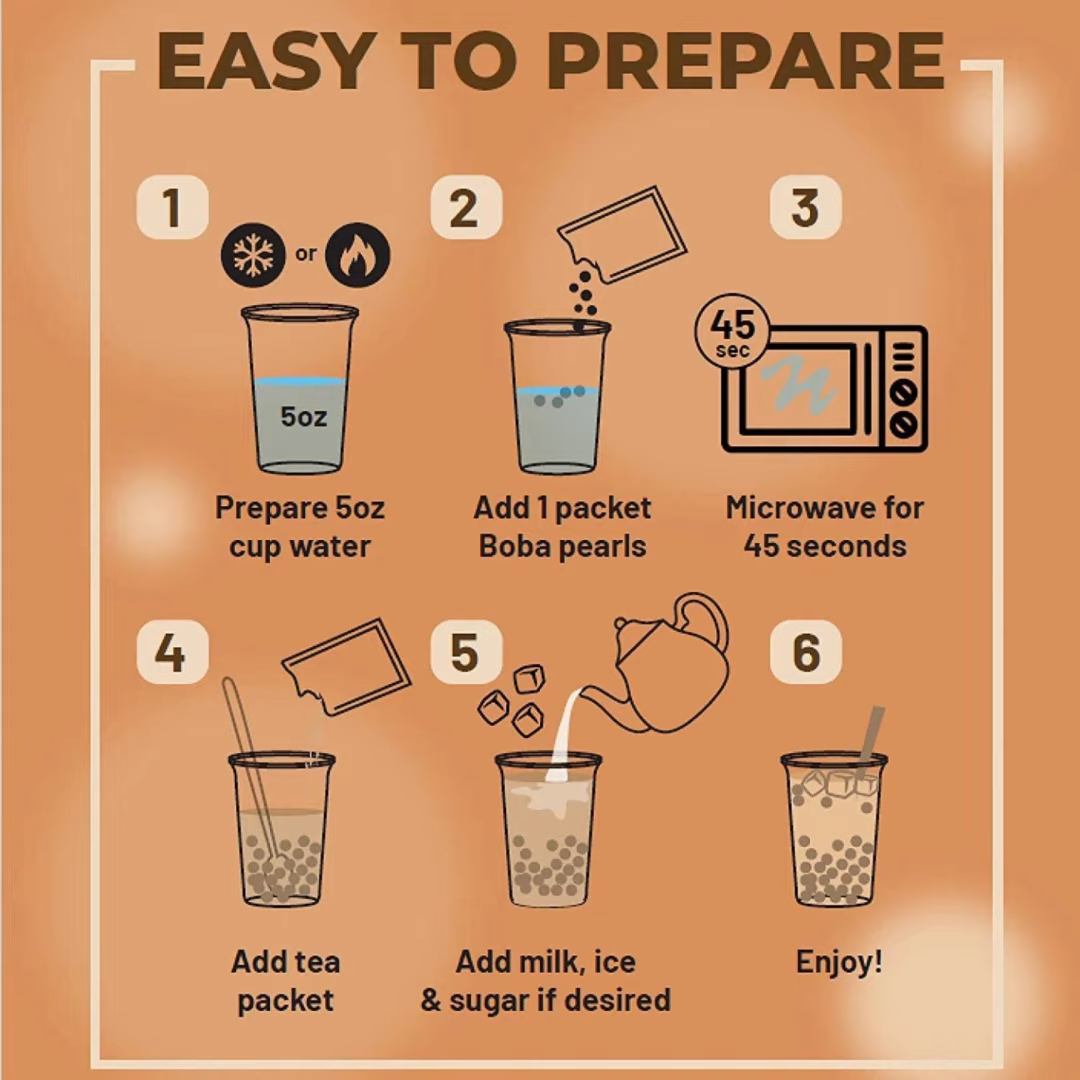 EASY TO PREPARE
1
or
5oz
Prepare 5oz
cup water
2
Add 1 packet
Boba pearls
3
45
sec
Microwave for
45 seconds
4
Add tea
packet
5
Add milk, ice
& sugar if desired
6
Enjoy!